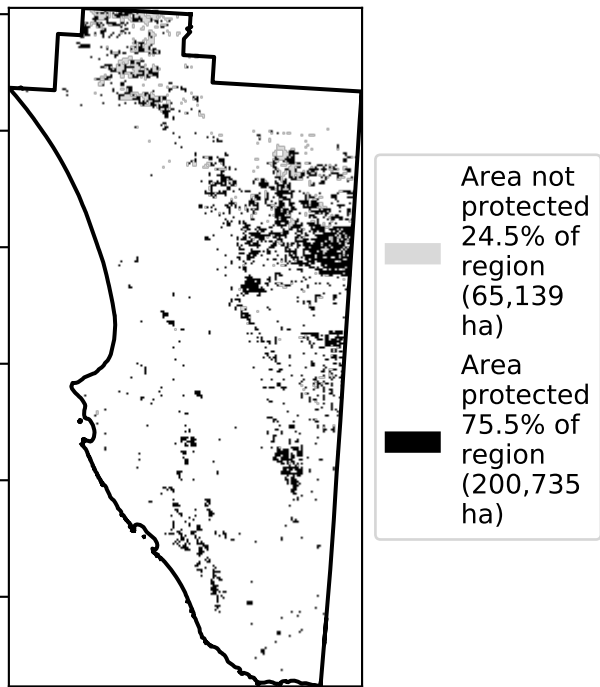 Area not
protected
24.5% of
region
(65,139
ha)
Area
protected
75.5% of
region
(200,735
ha)